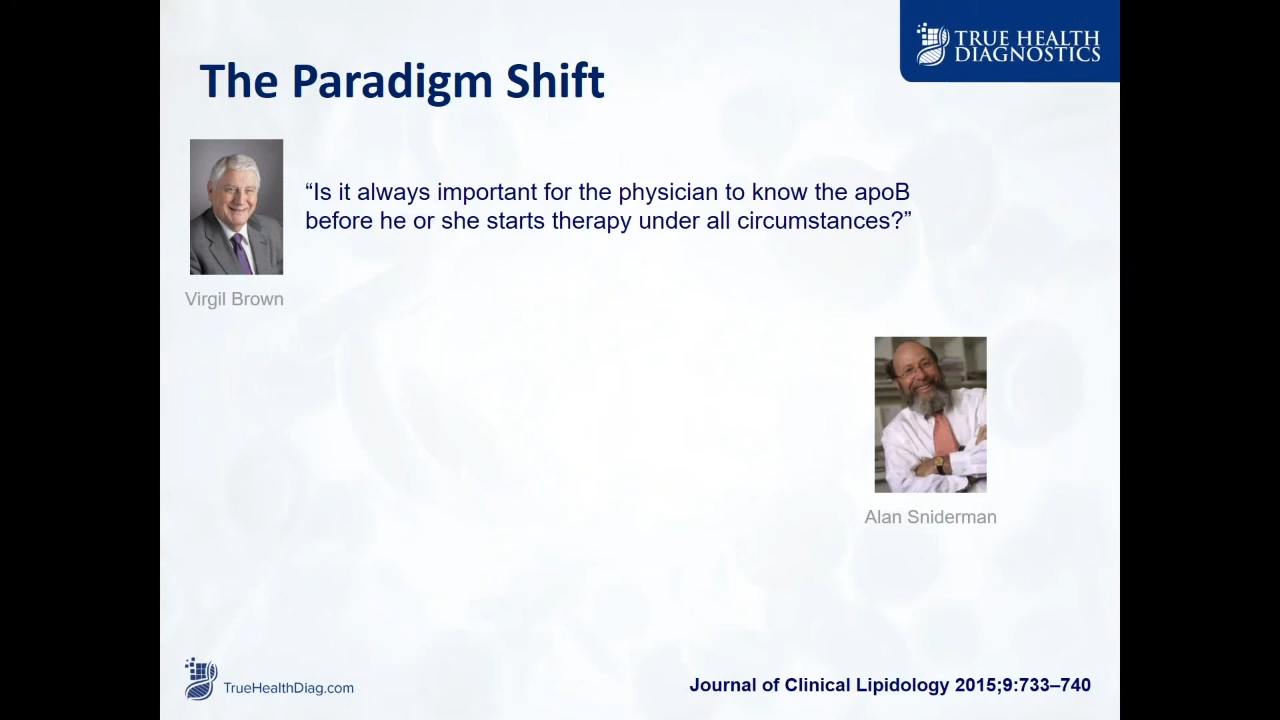 TRUE HEALTH
DIAGNOSTICS
The Paradigm Shift
“Is it always important for the physician to know the apoB
before he or she starts therapy under all circumstances?”
Virgil Brown
Alan Sniderman
TrueHealthDiag.com
Journal of Clinical Lipidology 2015;9:733–740